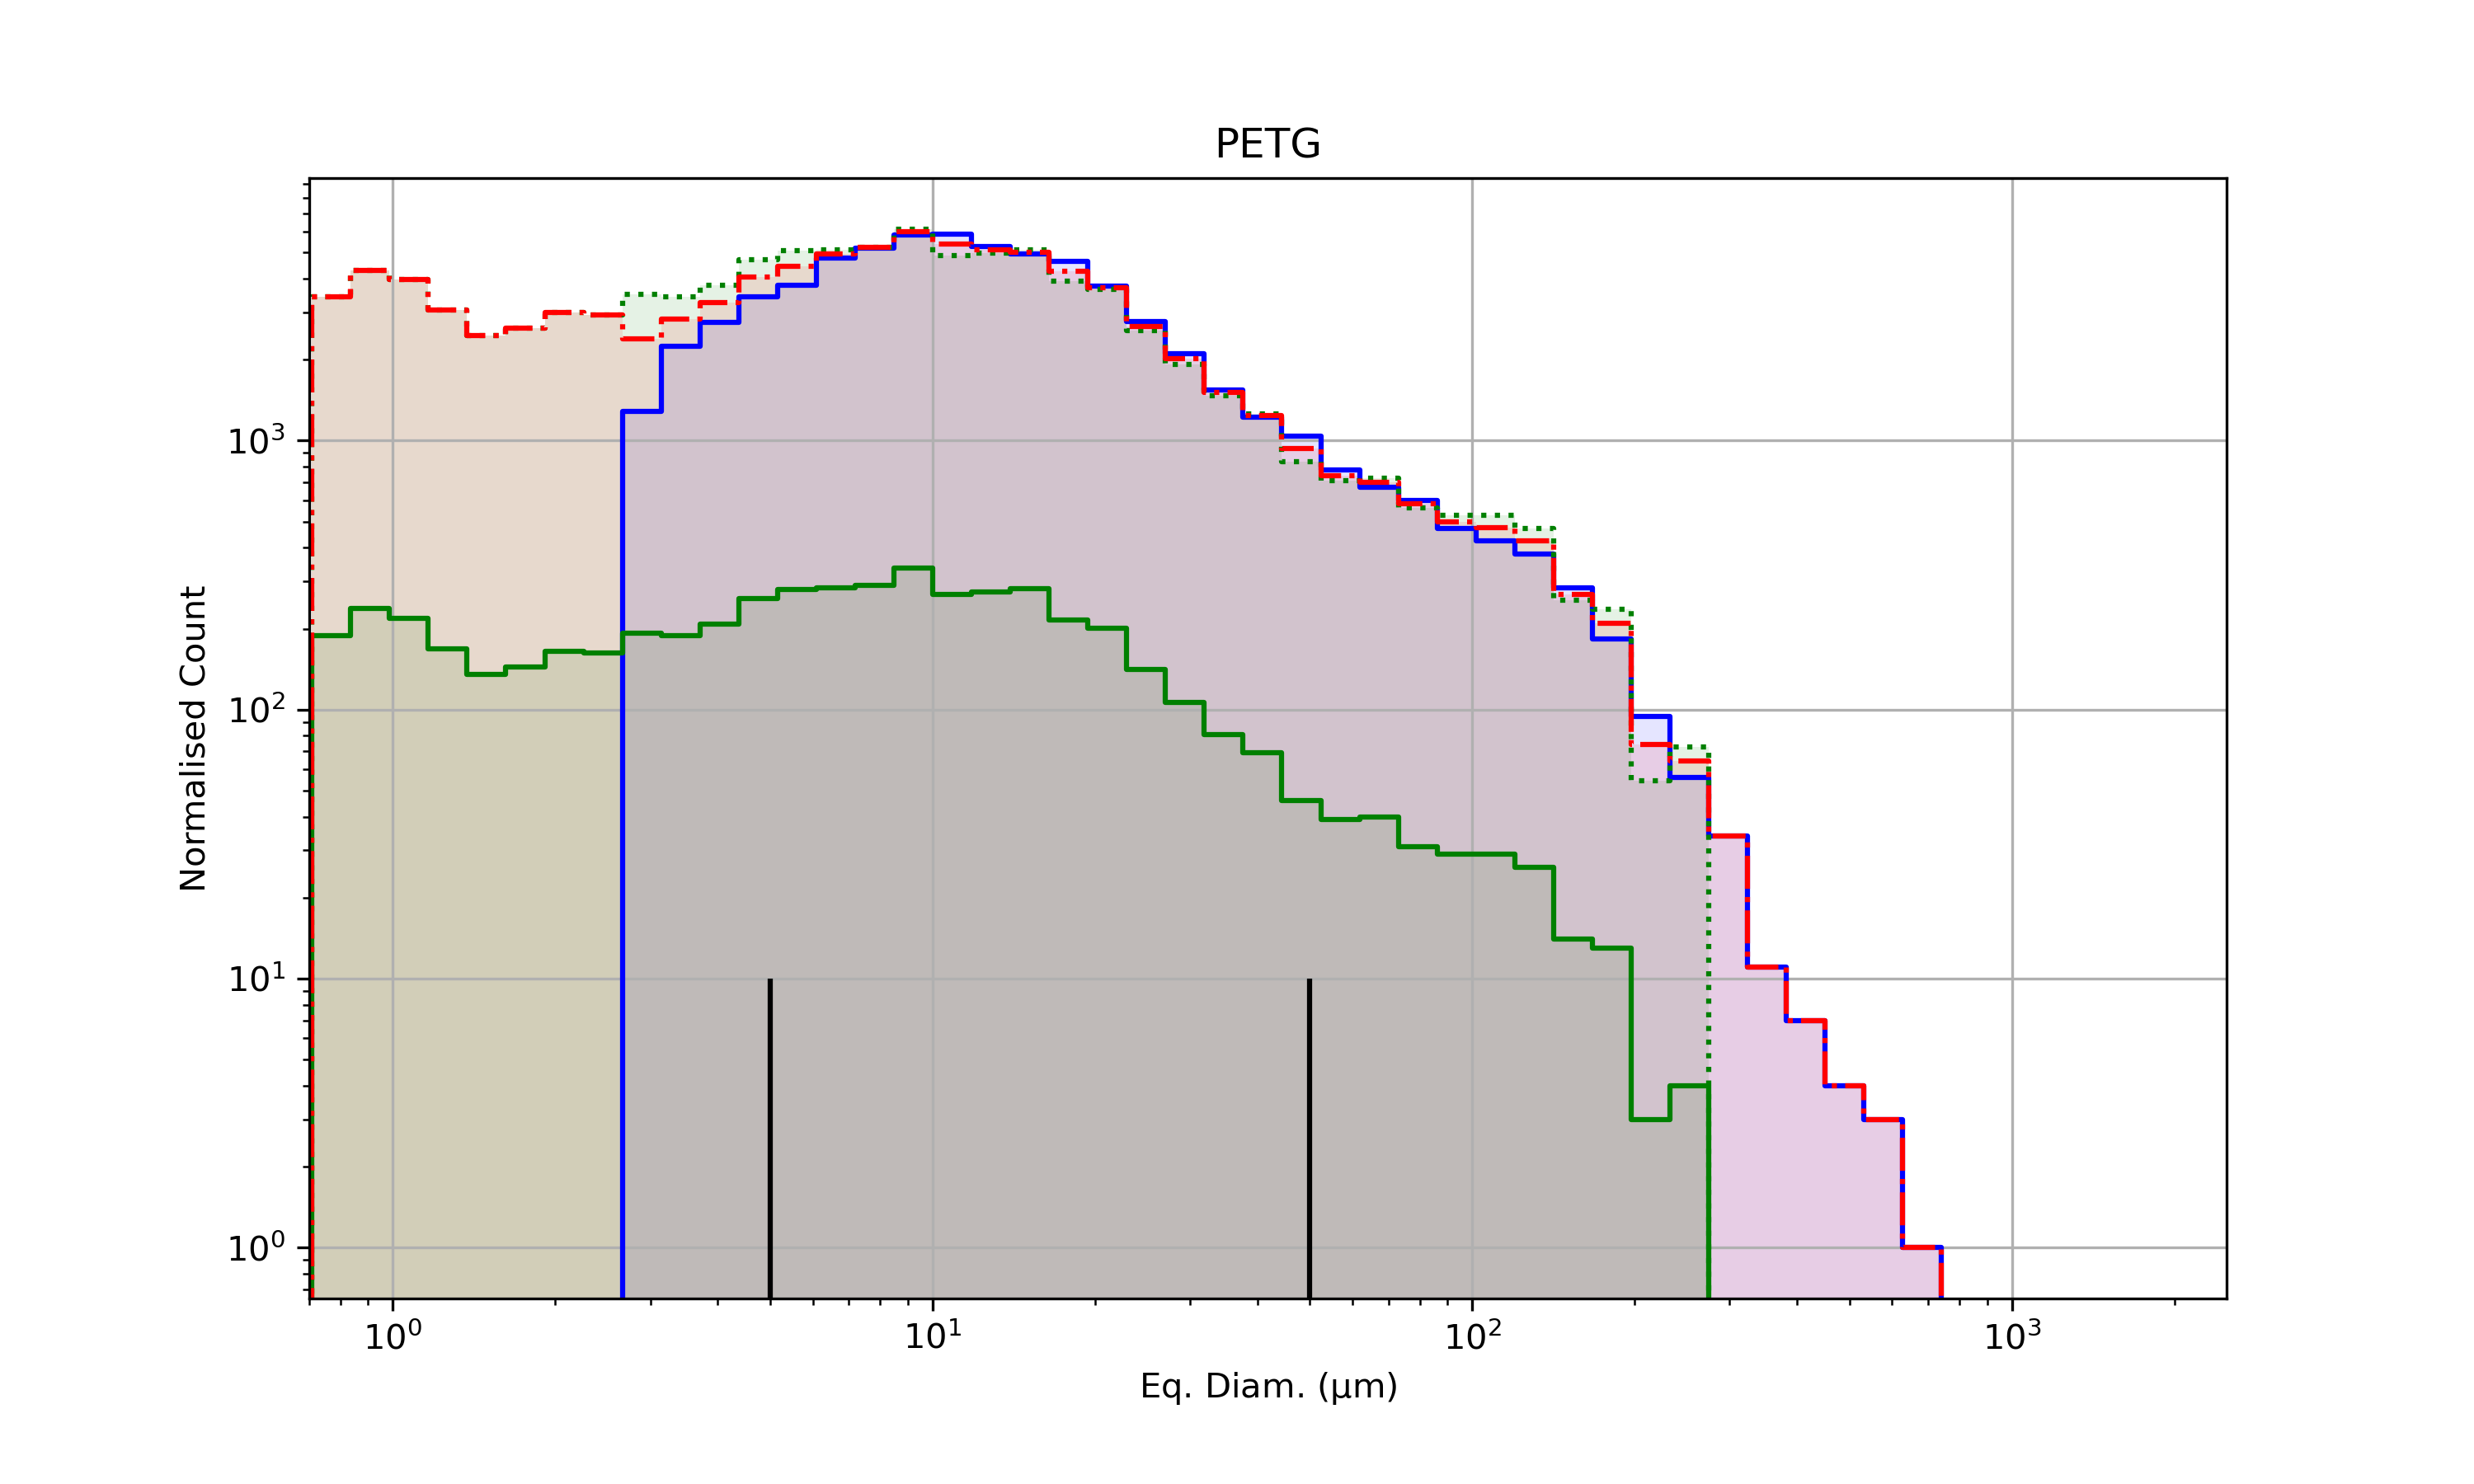 PETG
Normalised Count
10³
10²
10¹
10⁰
10⁰ 10¹ 10² 10³
Eq. Diam. (µm)